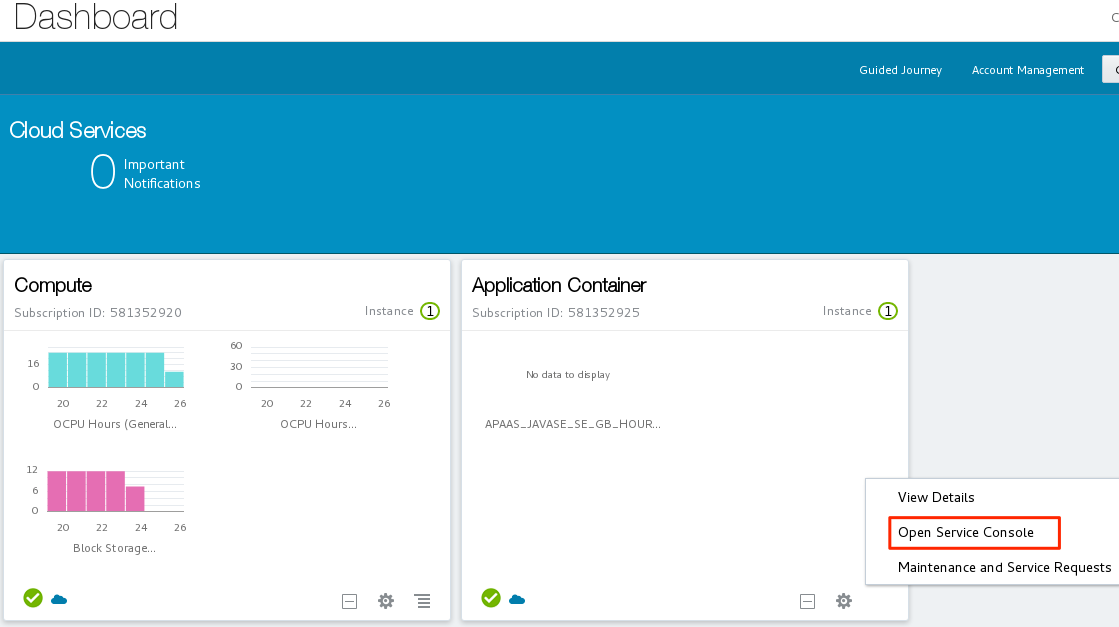 Dashboard
Guided Journey Account Management
Cloud Services
0 Important
Notifications
Compute
Subscription ID: 581352920
Instance 1
16
0
20 22 24 26
OCPU Hours (General...
60
30
0
20 22 24 26
OCPU Hours...
12
6
0
20 22 24 26
Block Storage...
Application Container
Subscription ID: 581352925
Instance 1
No data to display
APAAS_JAVASE_SE_GB_HOUR...
View Details
Open Service Console
Maintenance and Service Requests